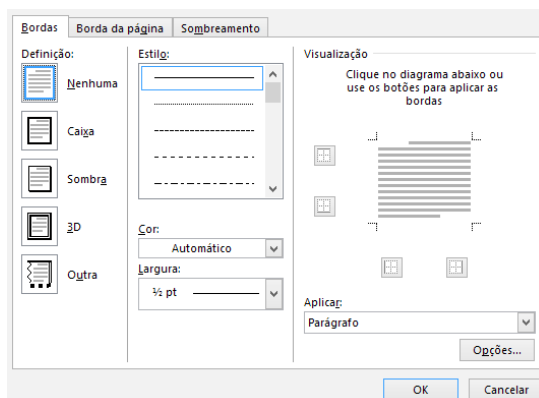 Bordas Borda da página Sombreamento
Definição:
Nenhuma
Caixa
Sombra
3D
Outra
Estilo:
Cor:
Automático
Largura:
½ pt
Visualização
Clique no diagrama abaixo ou
use os botões para aplicar as
bordas
Aplicar:
Parágrafo
Opções...
OK Cancelar